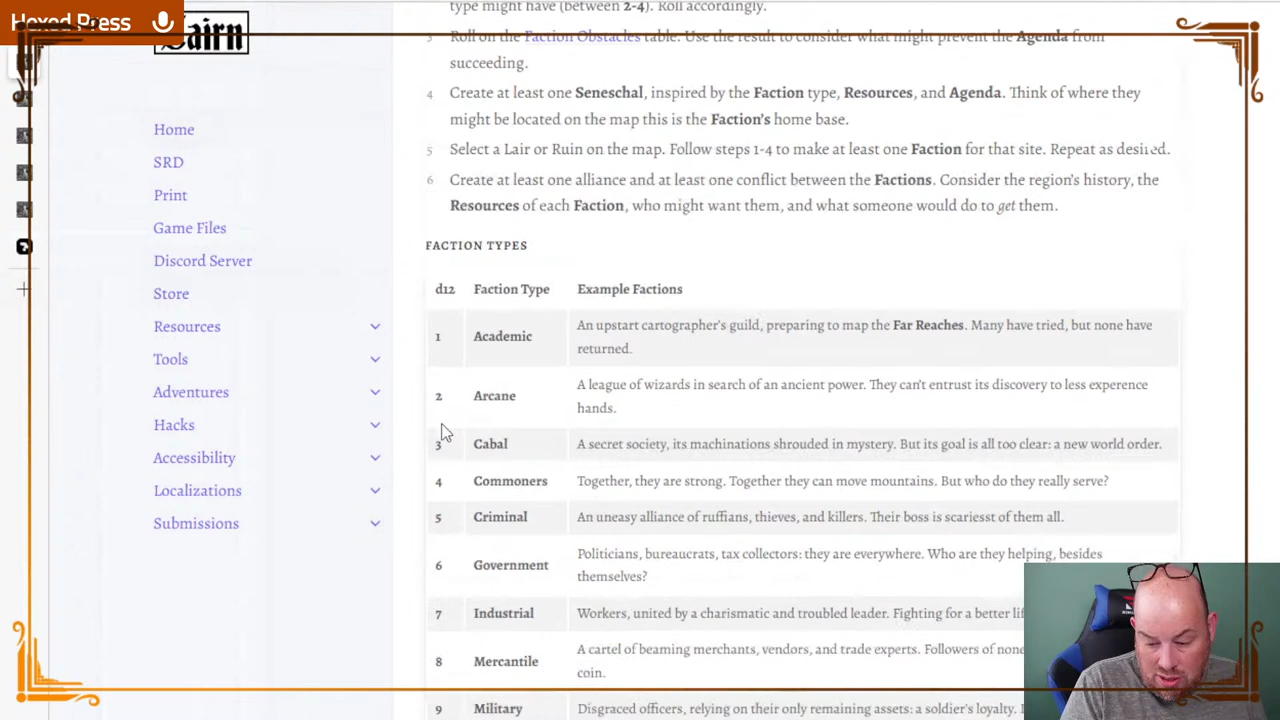 Hexed Press
Cairn
Home
SRD
Print
Game Files
Discord Server
Store
Resources
Tools
Adventures
Hacks
Accessibility
Localizations
Submissions
type might have (between 2-4). Roll accordingly.
3 Roll on the Faction Obstacles table. Use the result to consider what might prevent the Agenda from
succeeding.
4 Create at least one Seneschal, inspired by the Faction type, Resources, and Agenda. Think of where they
might be located on the map this is the Faction's home base.
5 Select a Lair or Ruin on the map. Follow steps 1-4 to make at least one Faction for that site. Repeat as desired.
6 Create at least one alliance and at least one conflict between the Factions. Consider the region's history, the
Resources of each Faction, who might want them, and what someone would do to get them.
FACTION TYPES
d12 Faction Type Example Factions
1 Academic An upstart cartographer's guild, preparing to map the Far Reaches. Many have tried, but none have
returned.
2 Arcane A league of wizards in search of an ancient power. They can't entrust its discovery to less experence
hands.
3 Cabal A secret society, its machinations shrouded in mystery. But its goal is all too clear: a new world order.
4 Commoners Together, they are strong. Together they can move mountains. But who do they really serve?
5 Criminal An uneasy alliance of ruffians, thieves, and killers. Their boss is scariesst of them all.
6 Government Politicians, bureaucrats, tax collectors: they are everywhere. Who are they helping, besides
themselves?
7 Industrial Workers, united by a charismatic and troubled leader. Fighting for a better
8 Mercantile A cartel of beaming merchants, vendors, and trade experts. Followers of none
coin.
9 Military Disgraced officers, relying on their only remaining assets: a soldier's loyalty.